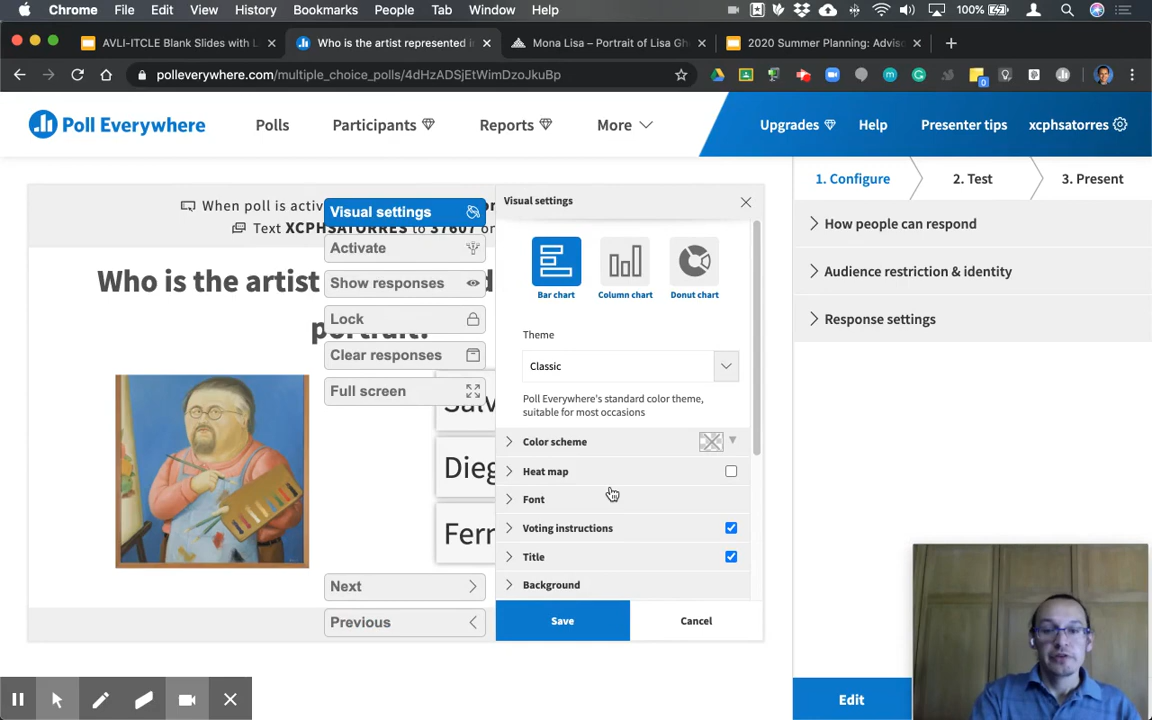 Chrome File Edit View History Bookmarks People Tab Window Help 100%
AVLI-ITCLE Blank Slides with L
Who is the artist represented i
Mona Lisa – Portrait of Lisa Gh
2020 Summer Planning: Advis
polleverywhere.com/multiple_choice_polls/4dHzADSjEtWimDzoJkuBp
0
Poll Everywhere
Polls
Participants
Reports
More
Upgrades
Help
Presenter tips
xcphsatorres
1. Configure
2. Test
3. Present
When poll is activ
Text XCPHSATORRES to 37607 or
Who is the artist
portrait?
Dieg
Ferr
Visual settings
Activate
Show responses
Lock
Clear responses
Full screen
Next
Previous
Visual settings
Bar chart
Column chart
Donut chart
Theme
Classic
Poll Everywhere's standard color theme,
suitable for most occasions
Color scheme
Heat map
Font
Voting instructions
Title
Background
Save
Cancel
How people can respond
Audience restriction & identity
Response settings
Edit